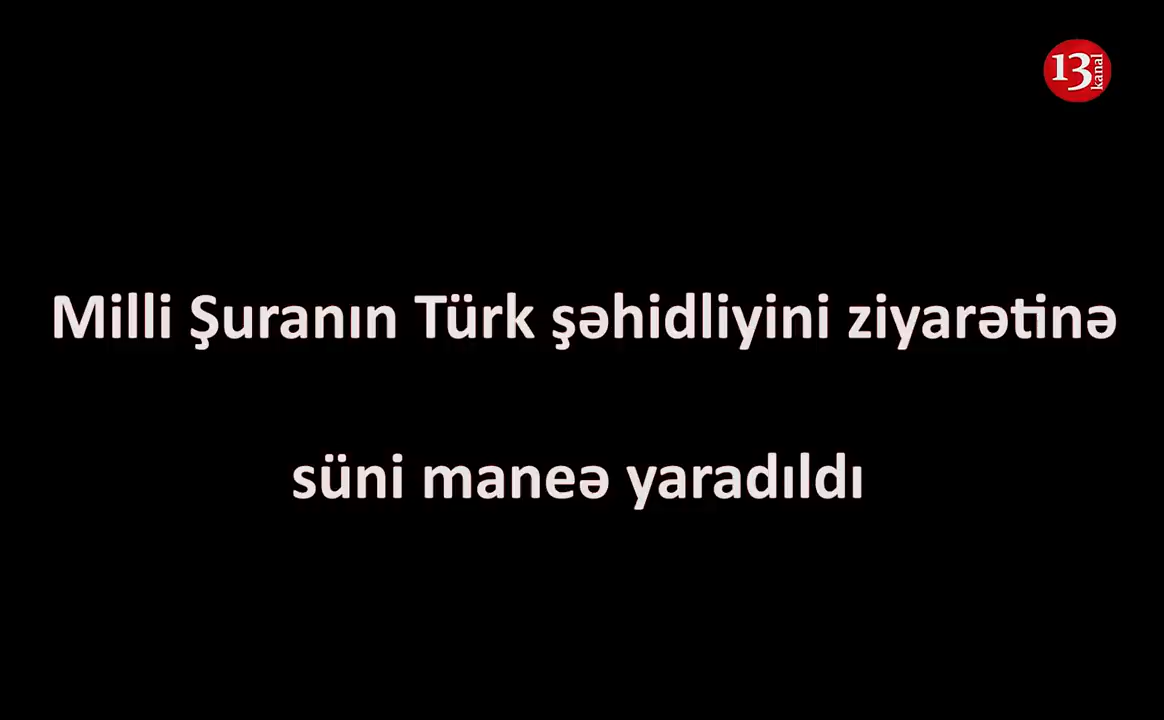 13 kanal
Milli Şuranın Türk şəhidliyini ziyarətinə
süni maneə yaradıldı